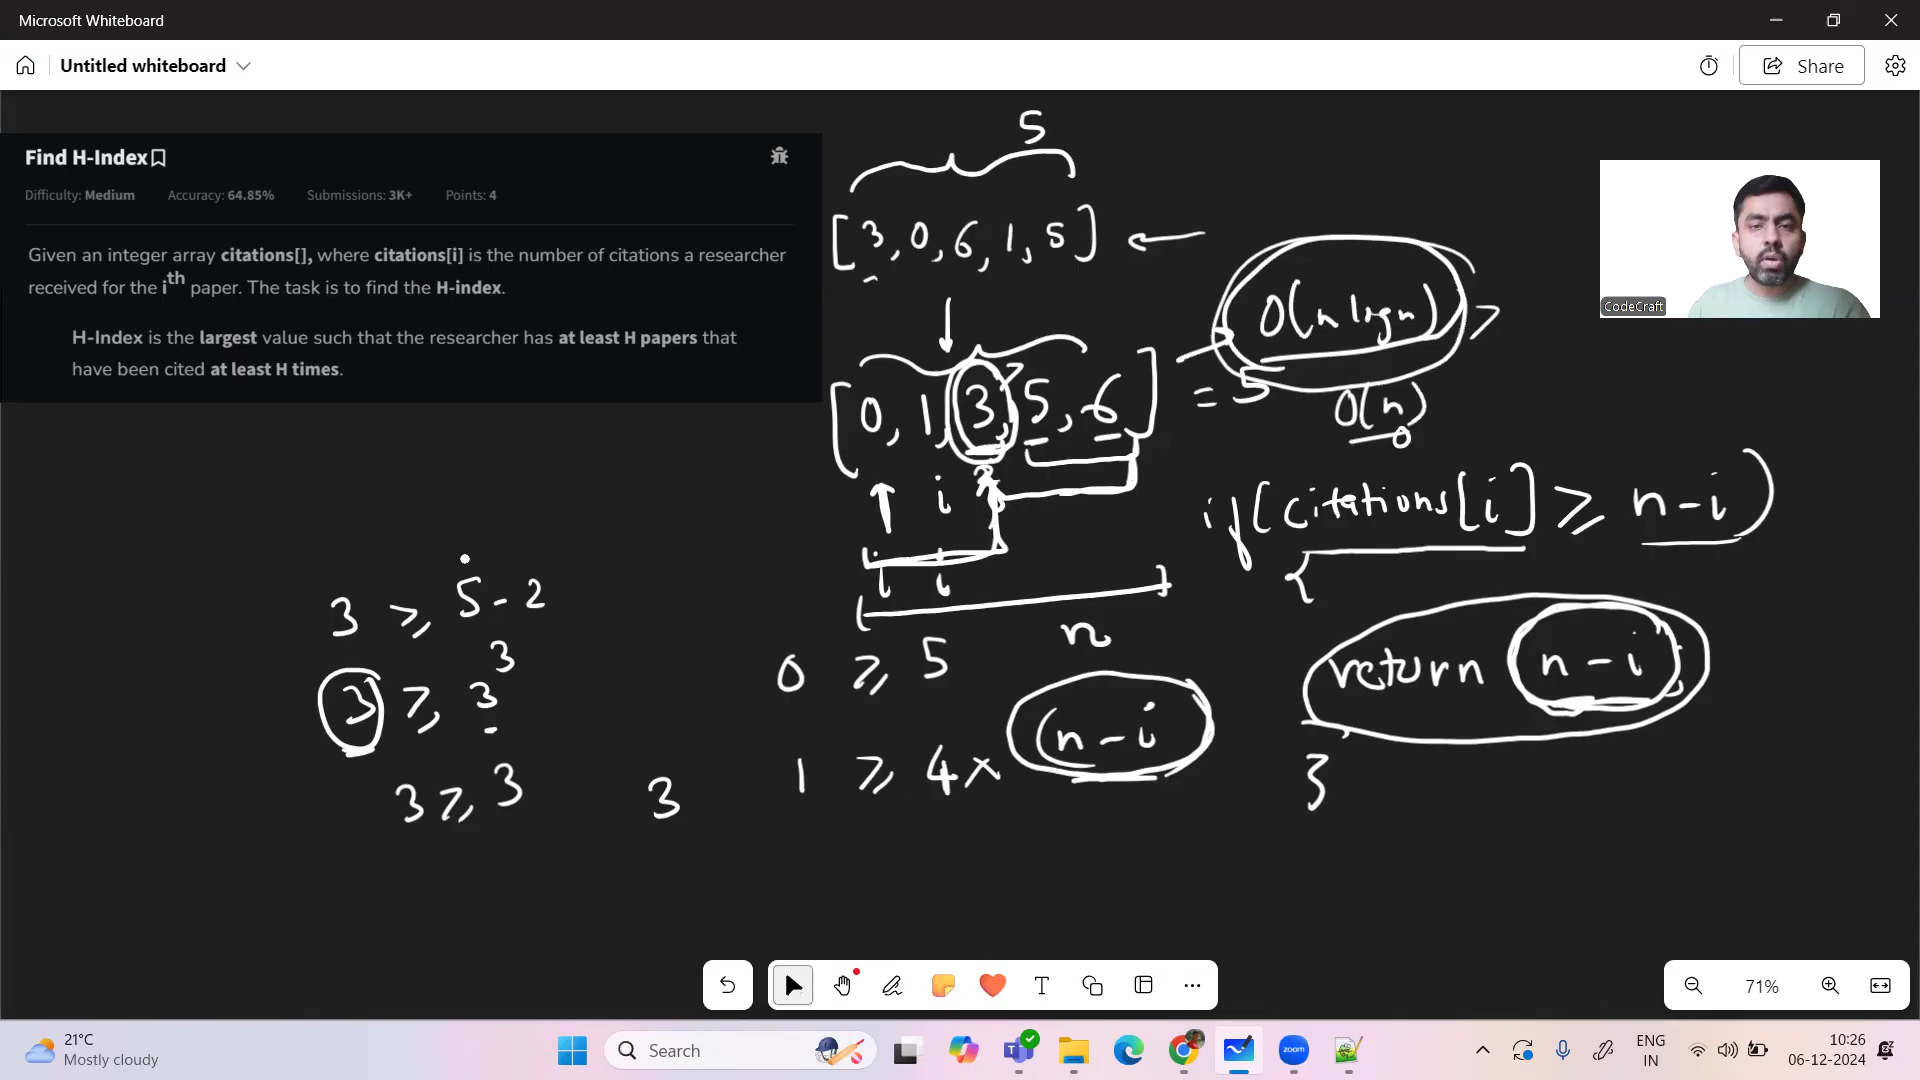 Microsoft Whiteboard
Untitled whiteboard
Share
Find H-Index
Difficulty: Medium Accuracy: 64.85% Submissions: 3K+ Points: 4
Given an integer array citations[], where citations[i] is the number of citations a researcher
received for the ith paper. The task is to find the H-index.
H-Index is the largest value such that the researcher has at least H papers that
have been cited at least H times.
5
[3, 0, 6, 1, 5]
O(n log n)
CodeCraft
[0, 1, 3, 5, 6] = 5
O(n)
i
if(citations[i] ≥ n-i)
{
i i
n
3 ≥ 5-2
3
3 ≥ 3
3 ≥ 3
3
0 ≥ 5
(n-i
1 ≥ 4 x
return n-i
}
71%
21°C
Mostly cloudy
Search
zoom
ENG
IN
10:26
06-12-2024